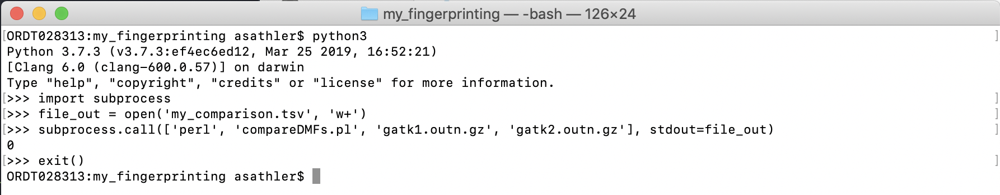 my_fingerprinting — -bash — 126×24
[ORDT028313:my_fingerprinting asathler$ python3 ]
Python 3.7.3 (v3.7.3:ef4ec6ed12, Mar 25 2019, 16:52:21)
[Clang 6.0 (clang-600.0.57)] on darwin
Type "help", "copyright", "credits" or "license" for more information.
[>>> import subprocess ]
[>>> file_out = open('my_comparison.tsv', 'w+') ]
[>>> subprocess.call(['perl', 'compareDMFs.pl', 'gatk1.outn.gz', 'gatk2.outn.gz'], stdout=file_out) ]
0
[>>> exit() ]
ORDT028313:my_fingerprinting asathler$